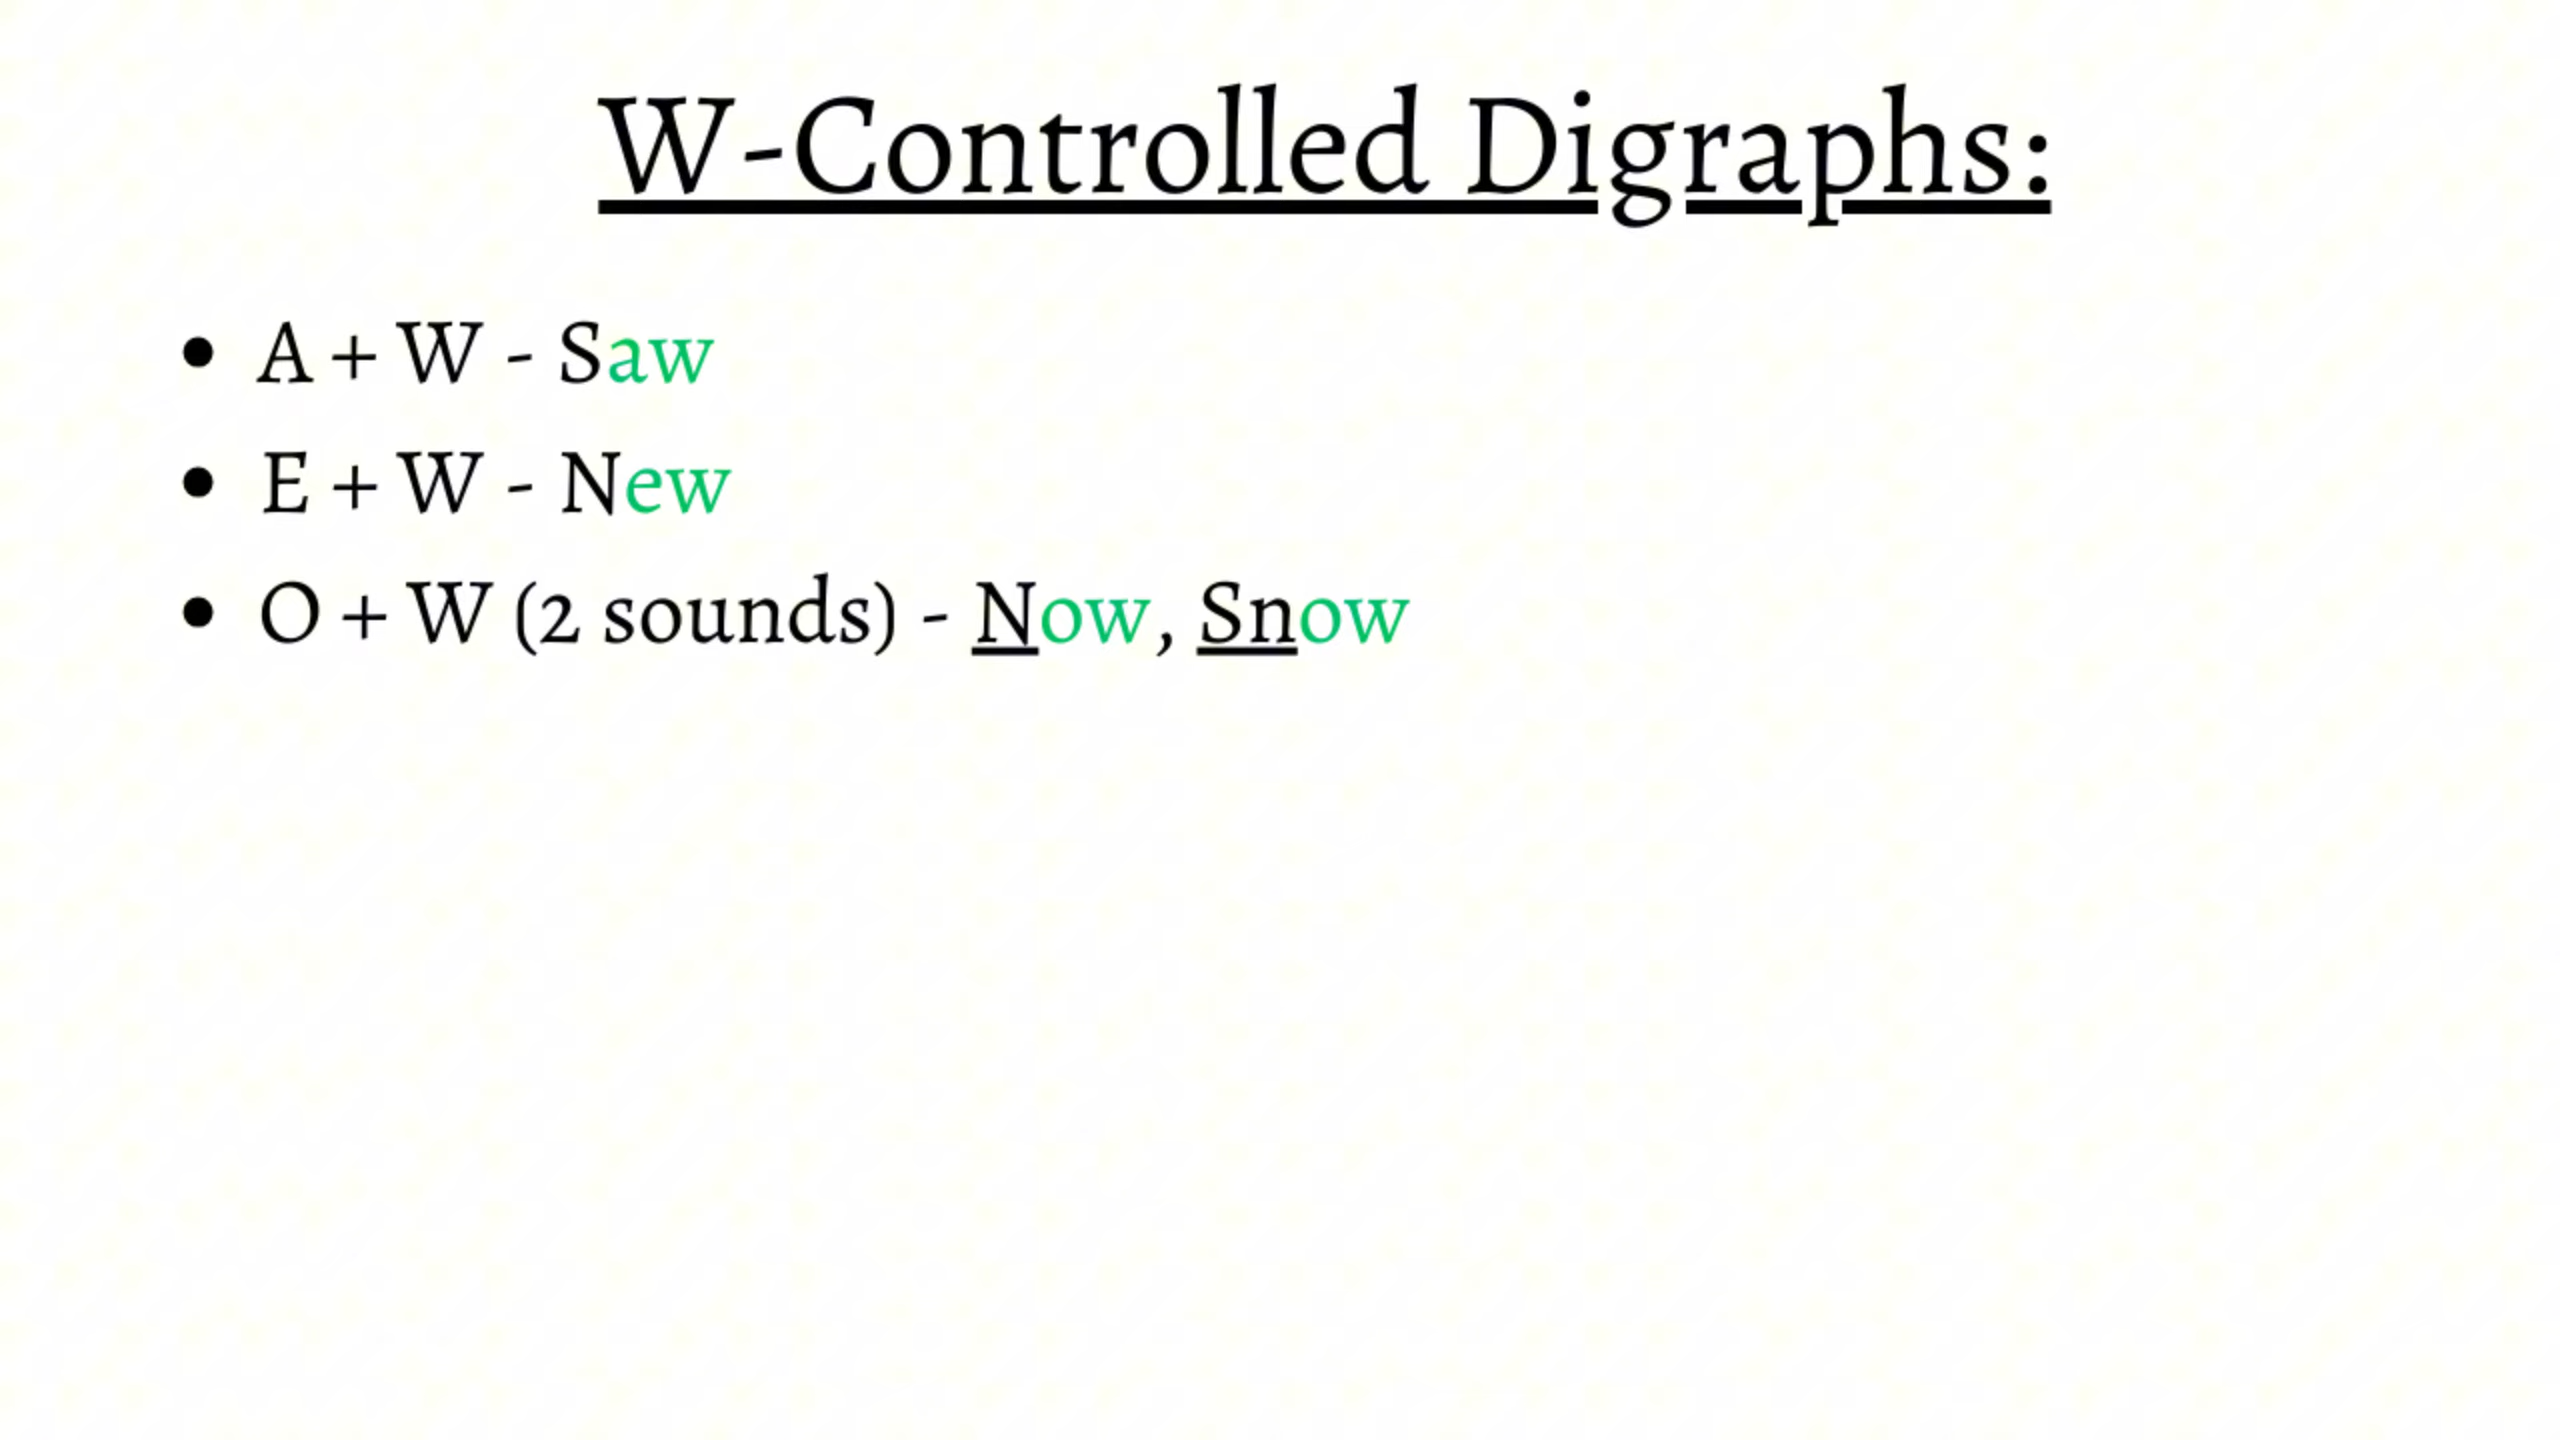 W-Controlled Digraphs:
• A + W - Saw
• E + W - New
• O + W (2 sounds) - Now, Snow